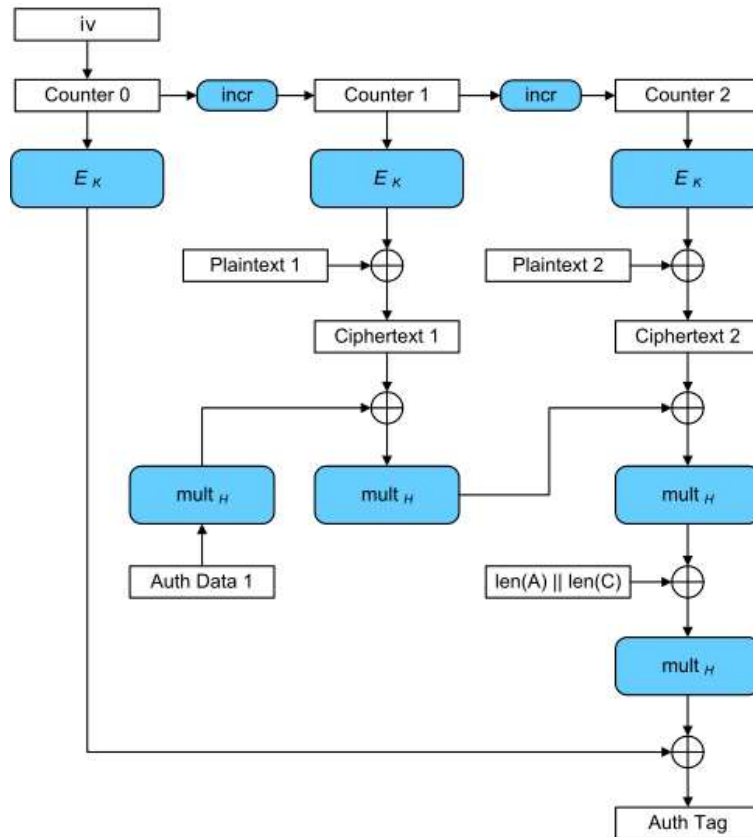 iv
Counter 0
incr
Counter 1
incr
Counter 2
E K
E K
E K
Plaintext 1
Plaintext 2
Ciphertext 1
Ciphertext 2
mult H
mult H
mult H
Auth Data 1
len(A) || len(C)
mult H
Auth Tag